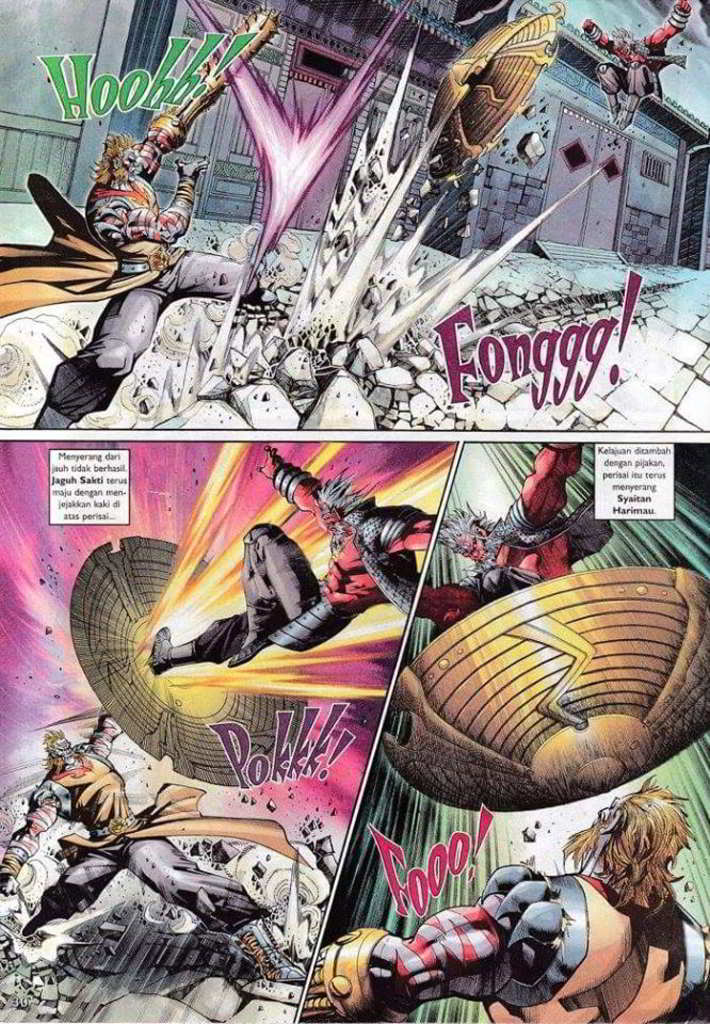 Hoohh!
Fonggg!
Menyerang dari
jauh tidak berhasil.
Jaguh Sakti terus
maju dengan men-
jejakkan kaki di
atas perisai...
Kelajuan ditambah
dengan pijakan,
perisai itu terus
menyerang
Syaitan
Harimau.
Pokkk!
Fooo!
30